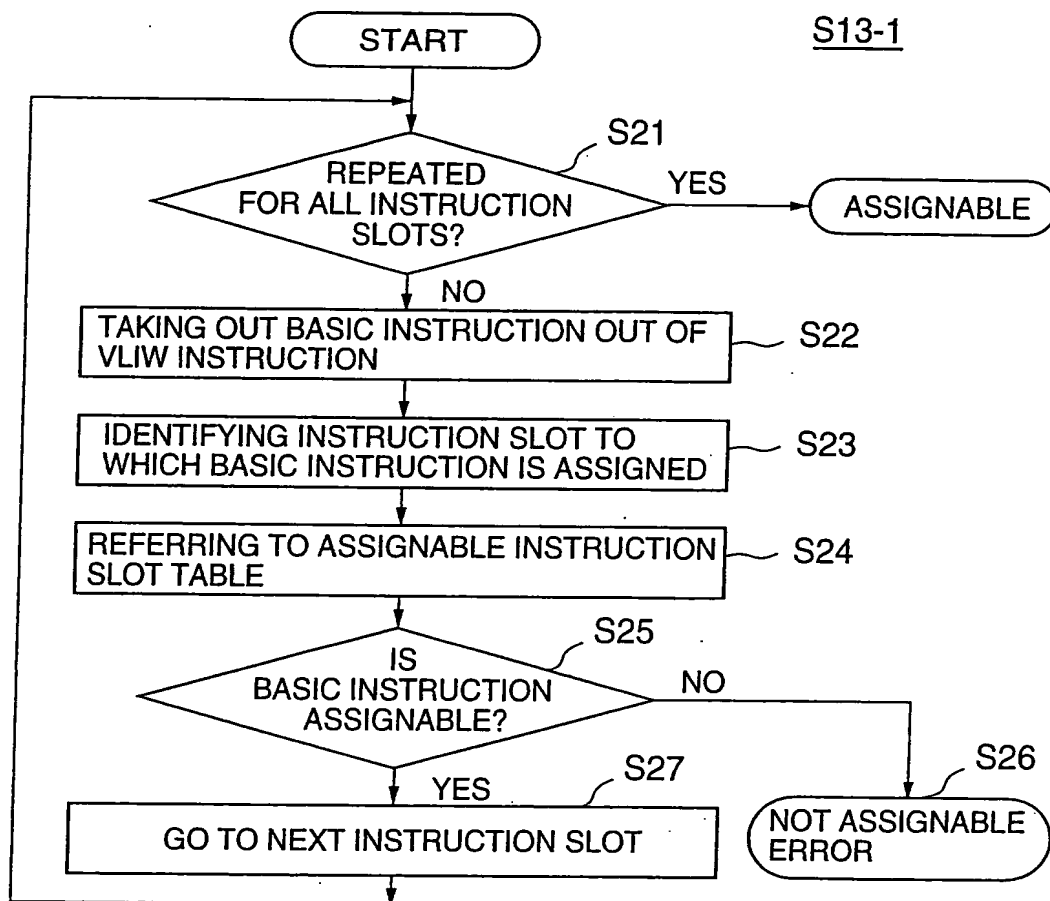 START
S13-1
S21
REPEATED
FOR ALL INSTRUCTION
SLOTS?
YES
ASSIGNABLE
NO
TAKING OUT BASIC INSTRUCTION OUT OF
VLIW INSTRUCTION
S22
IDENTIFYING INSTRUCTION SLOT TO
WHICH BASIC INSTRUCTION IS ASSIGNED
S23
REFERRING TO ASSIGNABLE INSTRUCTION
SLOT TABLE
S24
S25
IS
BASIC INSTRUCTION
ASSIGNABLE?
NO
YES
S27
S26
GO TO NEXT INSTRUCTION SLOT
NOT ASSIGNABLE
ERROR